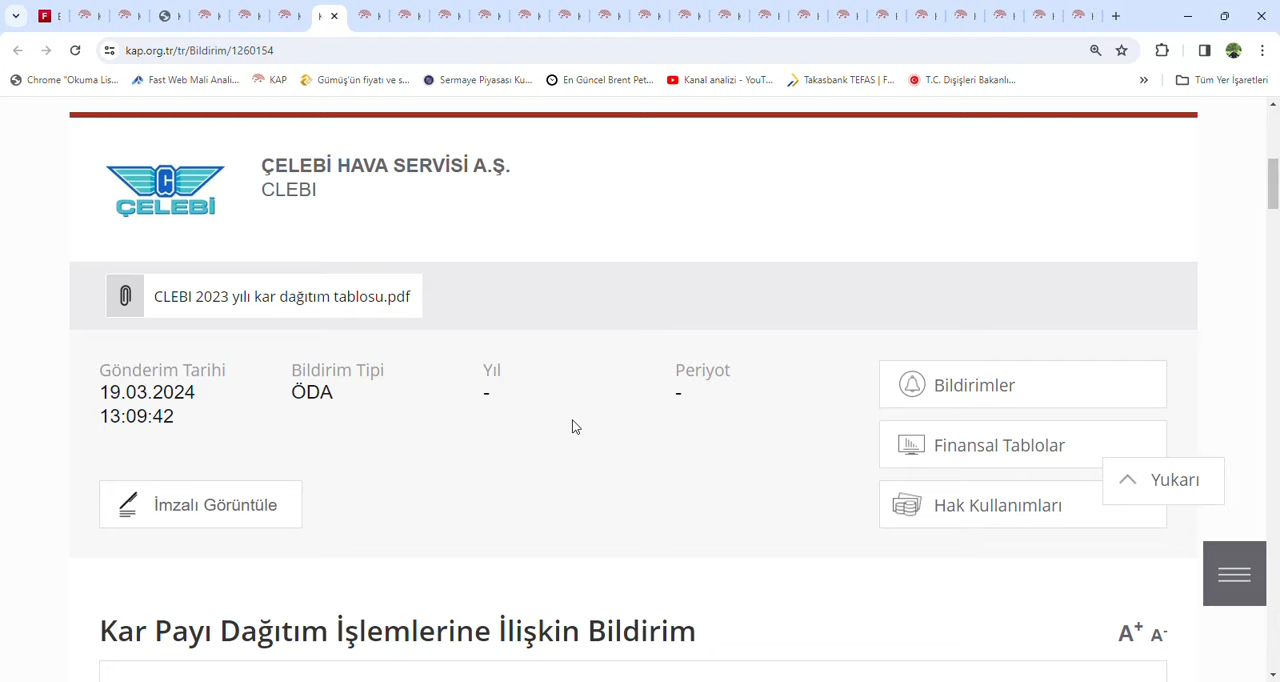 kap.org.tr/tr/Bildirim/1260154
Chrome "Okuma Lis...
Fast Web Mali Anali...
KAP
Gümüş'ün fiyatı ve s...
Sermaye Piyasası Ku...
En Güncel Brent Pet...
Kanal analizi - YouT...
Takasbank TEFAS | F...
T.C. Dışişleri Bakanlı...
»
Tüm Yer İşaretleri
ÇELEBİ
ÇELEBİ HAVA SERVİSİ A.Ş.
CLEBI
CLEBI 2023 yılı kar dağıtım tablosu.pdf
Gönderim Tarihi
19.03.2024
13:09:42
Bildirim Tipi
ÖDA
Yıl
-
Periyot
-
Bildirimler
Finansal Tablolar
Yukarı
Hak Kullanımları
İmzalı Görüntüle
Kar Payı Dağıtım İşlemlerine İlişkin Bildirim
A+ A-